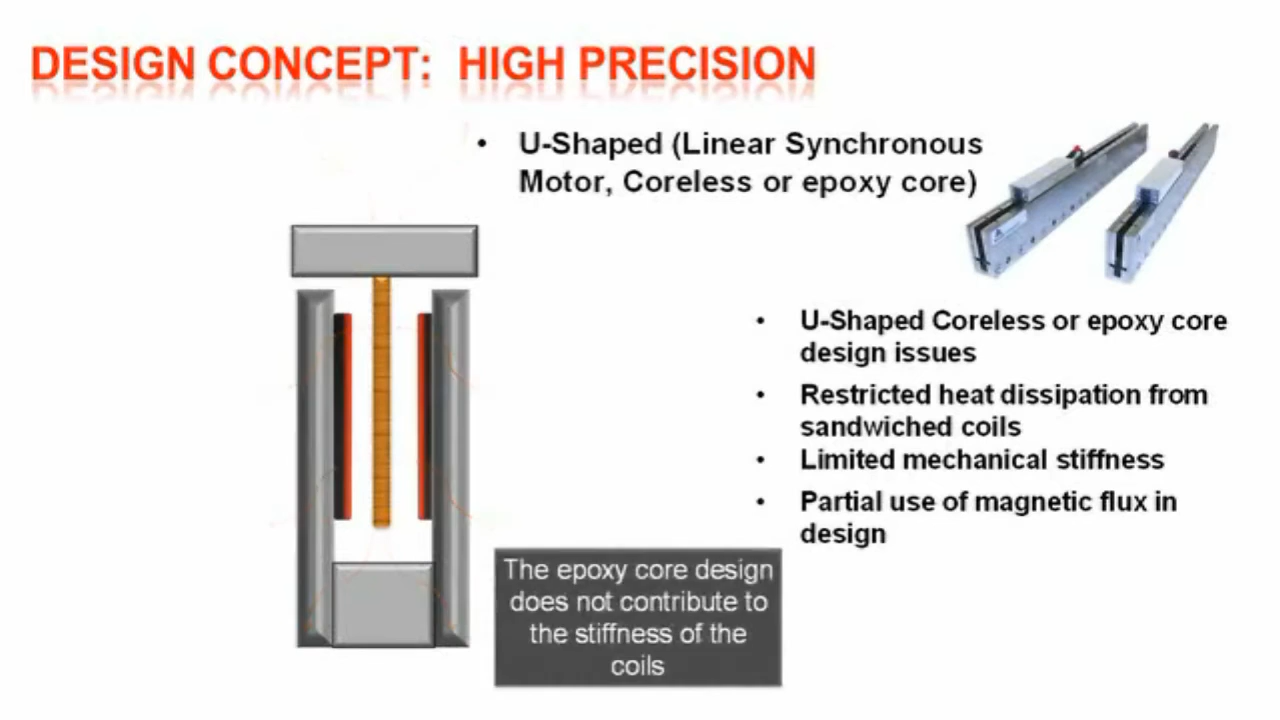 DESIGN CONCEPT: HIGH PRECISION
• U-Shaped (Linear Synchronous
Motor, Coreless or epoxy core)
• U-Shaped Coreless or epoxy core
design issues
• Restricted heat dissipation from
sandwiched coils
• Limited mechanical stiffness
• Partial use of magnetic flux in
design
The epoxy core design
does not contribute to
the stiffness of the
coils